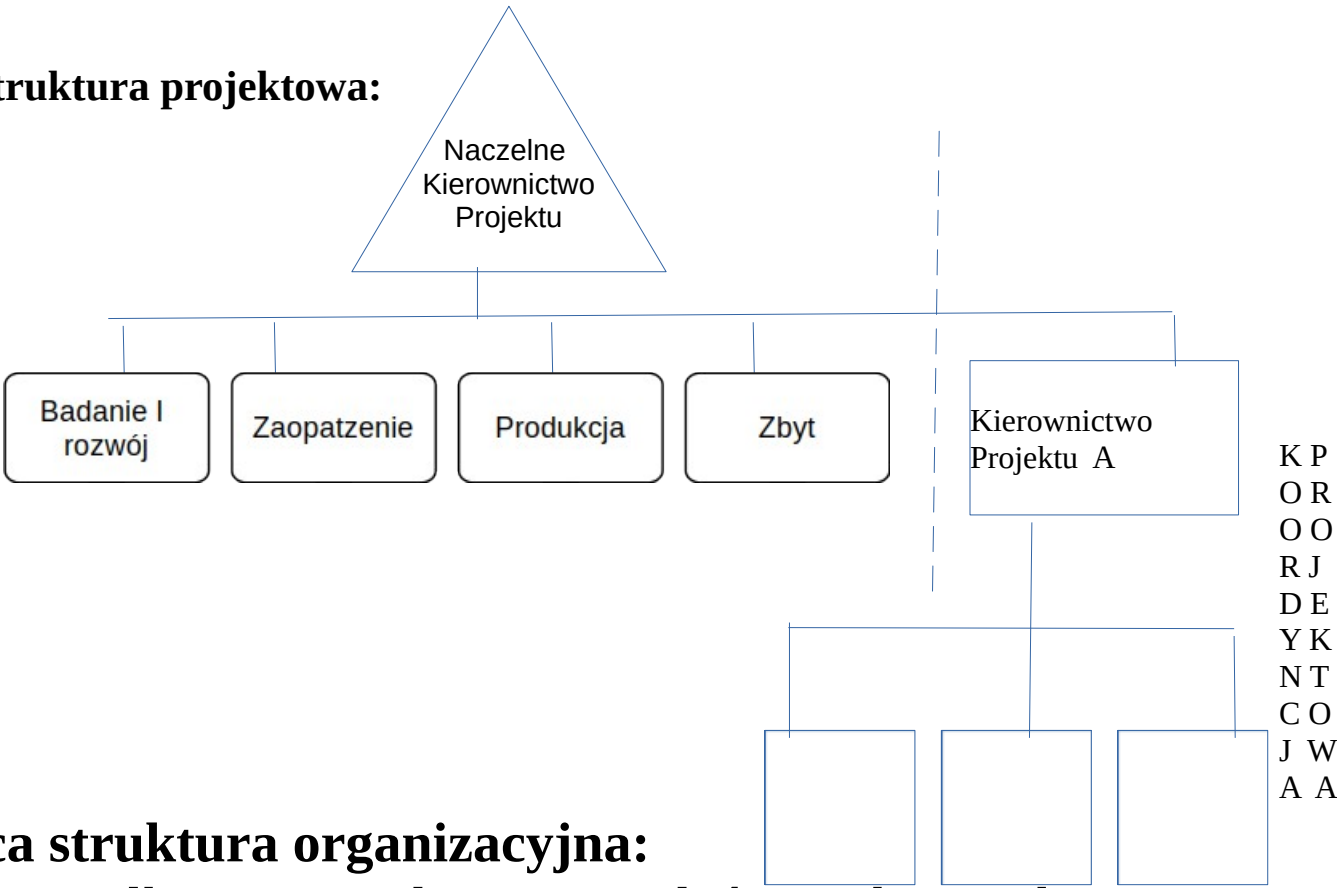 truktura projektowa:
Naczelne
Kierownictwo
Projektu
Badanie I
rozwój
Zaopatzenie
Produkcja
Zbyt
Kierownictwo
Projektu A
K P
O R
O O
R J
D E
Y K
N T
C O
J W
A A
ca struktura organizacyjna: